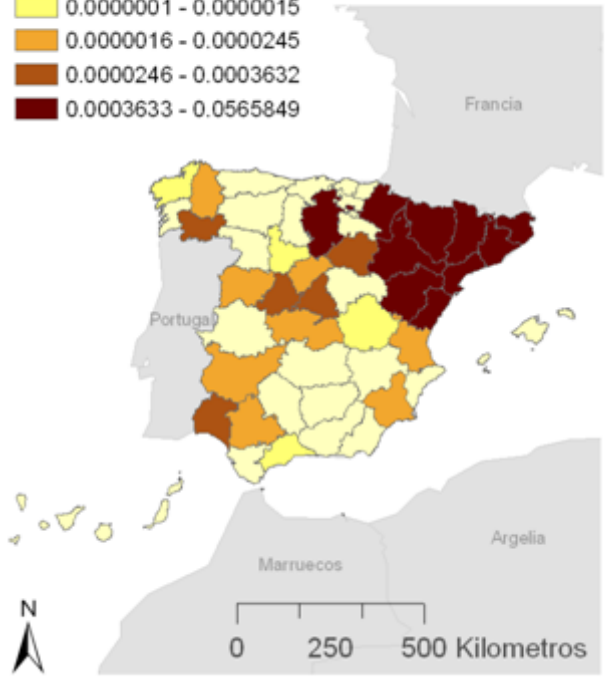 0.0000001 - 0.0000015
0.0000016 - 0.0000245
0.0000246 - 0.0003632
0.0003633 - 0.0565849
Francia
Portugal
Argelia
Marruecos
N
0 250 500 Kilometros